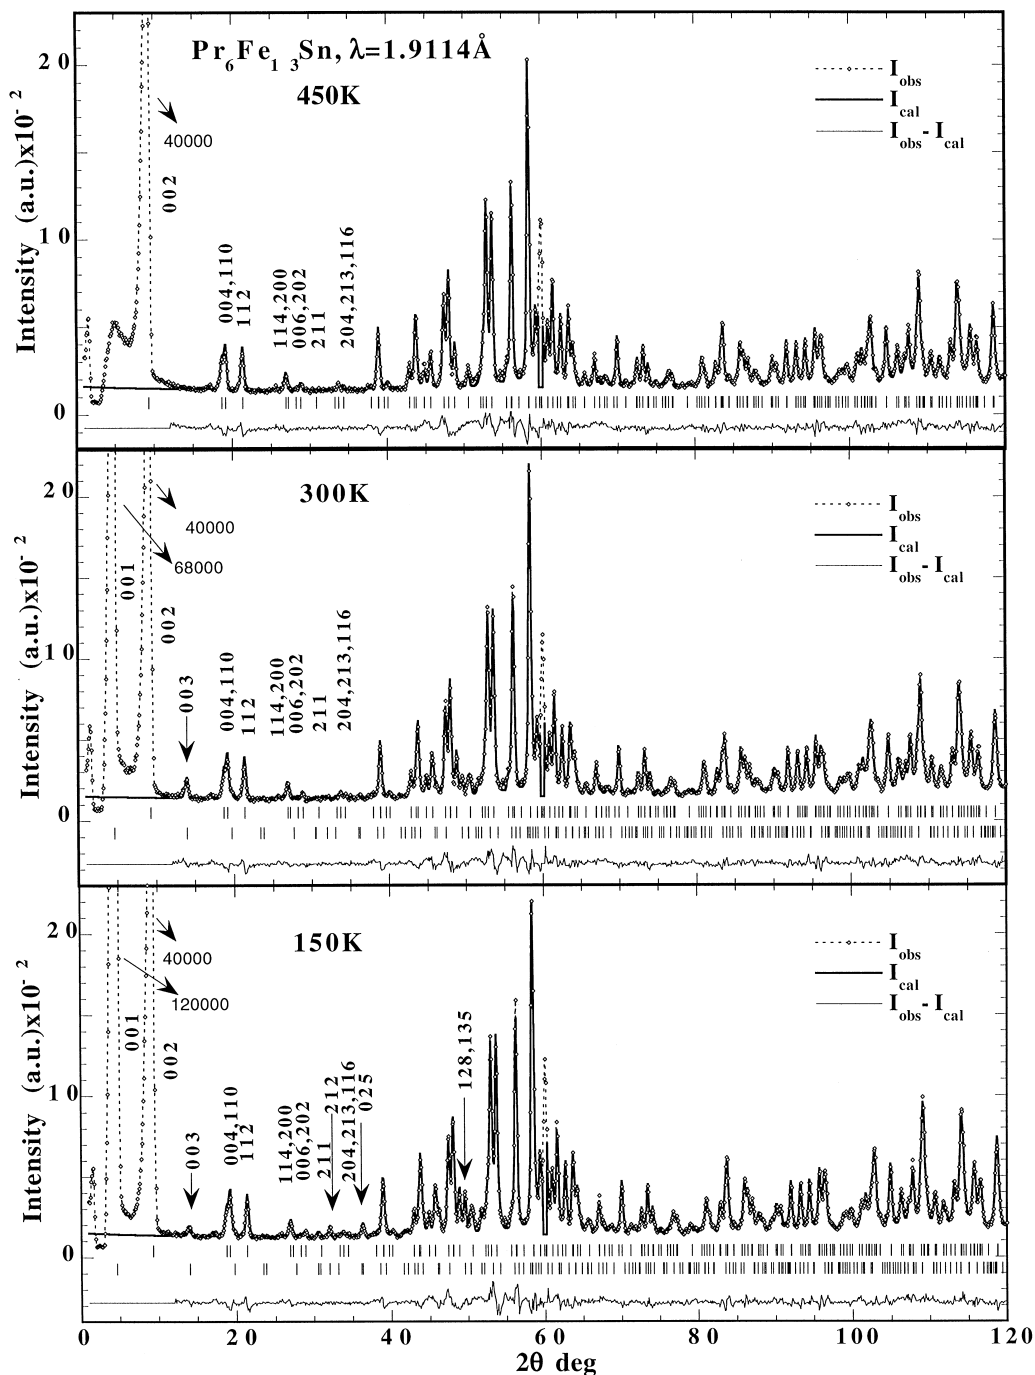 Pr6Fe1 3Sn, λ=1.9114Å
450K
Iobs
Ical
Iobs- Ical
40000
002
004,110
112
114,200
006,202
211
204,213,116
20
10
0
Intensity (a.u.)x10- 2
300K
Iobs
Ical
Iobs- Ical
40000
68000
001
002
003
004,110
112
114,200
006,202
211
204,213,116
20
10
0
Intensity (a.u.)x10- 2
150K
Iobs
Ical
Iobs- Ical
40000
120000
001
002
003
004,110
112
114,200
006,202
211
212
204,213,116
025
128,135
20
10
0
Intensity (a.u.)x10- 2
0 20 40 60 80 100 120
2θ deg